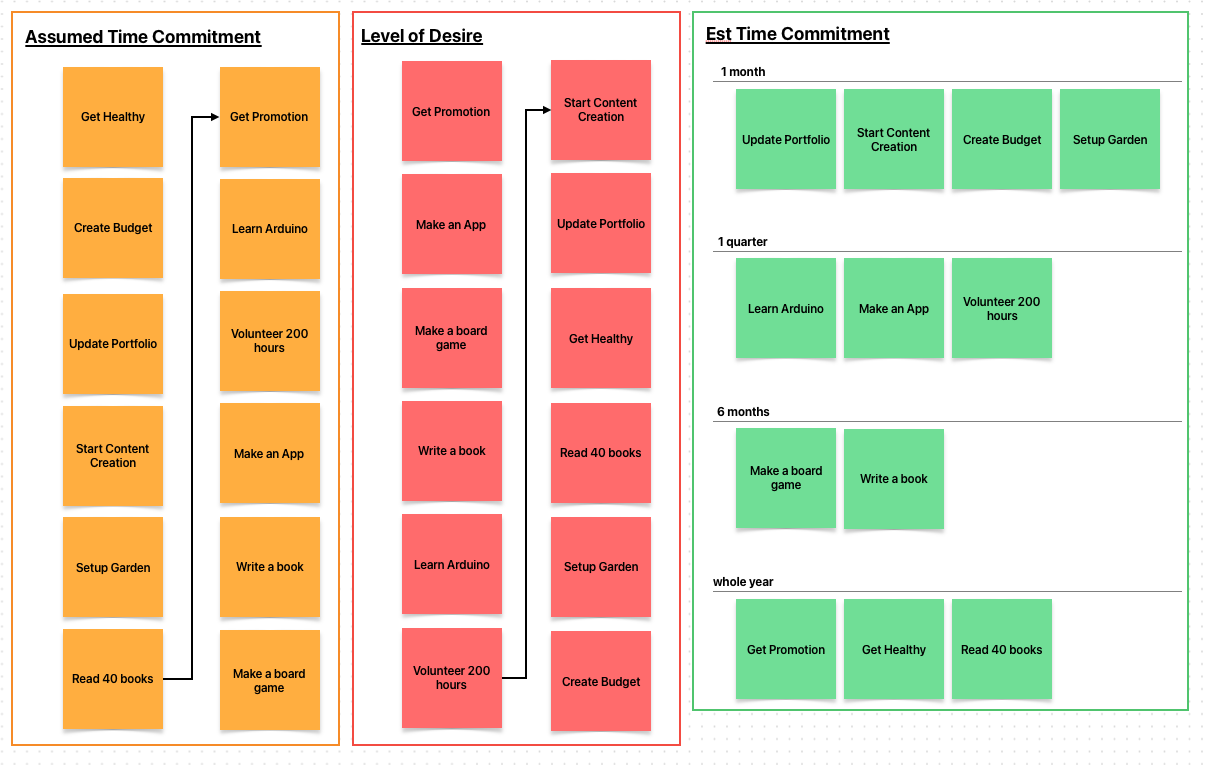 Assumed Time Commitment
Get Healthy
Create Budget
Update Portfolio
Start Content
Creation
Setup Garden
Read 40 books
Get Promotion
Learn Arduino
Volunteer 200
hours
Make an App
Write a book
Make a board
game
Level of Desire
Get Promotion
Make an App
Make a board
game
Write a book
Learn Arduino
Volunteer 200
hours
Start Content
Creation
Update Portfolio
Get Healthy
Read 40 books
Setup Garden
Create Budget
Est Time Commitment
1 month
Update Portfolio
Start Content
Creation
Create Budget
Setup Garden
1 quarter
Learn Arduino
Make an App
Volunteer 200
hours
6 months
Make a board
game
Write a book
whole year
Get Promotion
Get Healthy
Read 40 books